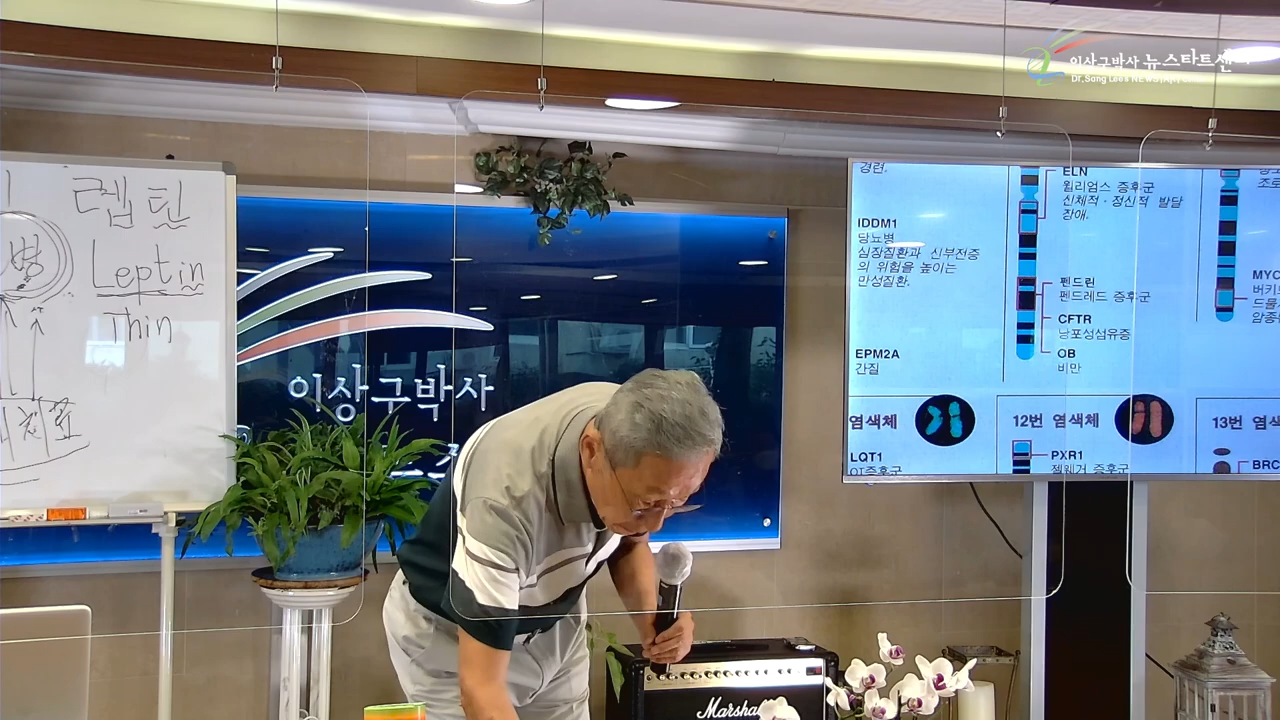 이상구박사 뉴스타트센터
렙틴
Leptin
Thin
병
이상구박사
경련.
IDDM1
당뇨병
심장질환과 신부전증
의 위험을 높이는
만성질환.
EPM2A
간질
ELN
윌리엄스 증후군
신체적·정신적 발달
장애.
펜드린
펜드레드 증후군
CFTR
낭포성섬유증
OB
비만
MYC
버키트
드물
암종
염색체
LQT1
QT증후군
12번 염색체
PXR1
젤웨거 증후군
13번 염색
BRC
Marshall